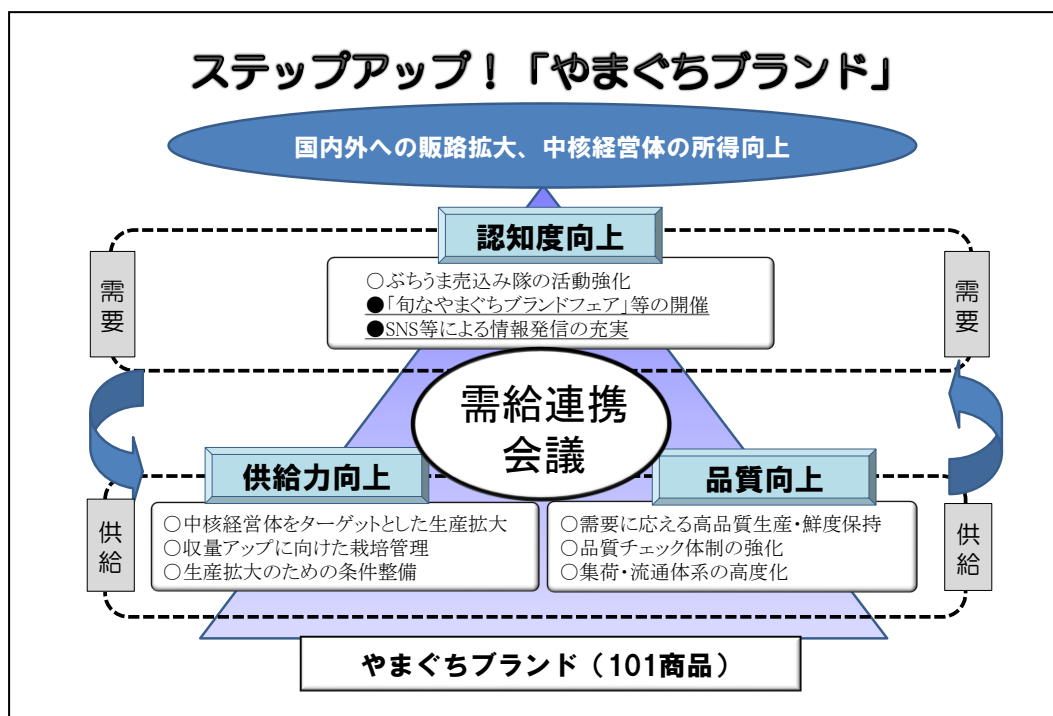 ステップアップ！「やまぐちブランド」
国内外への販路拡大、中核経営体の所得向上
認知度向上
○ぶちうま売込み隊の活動強化
●「旬なやまぐちブランドフェア」等の開催
●SNS等による情報発信の充実
需要
需要
需給連携
会議
供給力向上
○中核経営体をターゲットとした生産拡大
○収量アップに向けた栽培管理
○生産拡大のための条件整備
品質向上
○需要に応える高品質生産・鮮度保持
○品質チェック体制の強化
○集荷・流通体系の高度化
供給
供給
やまぐちブランド（101商品）